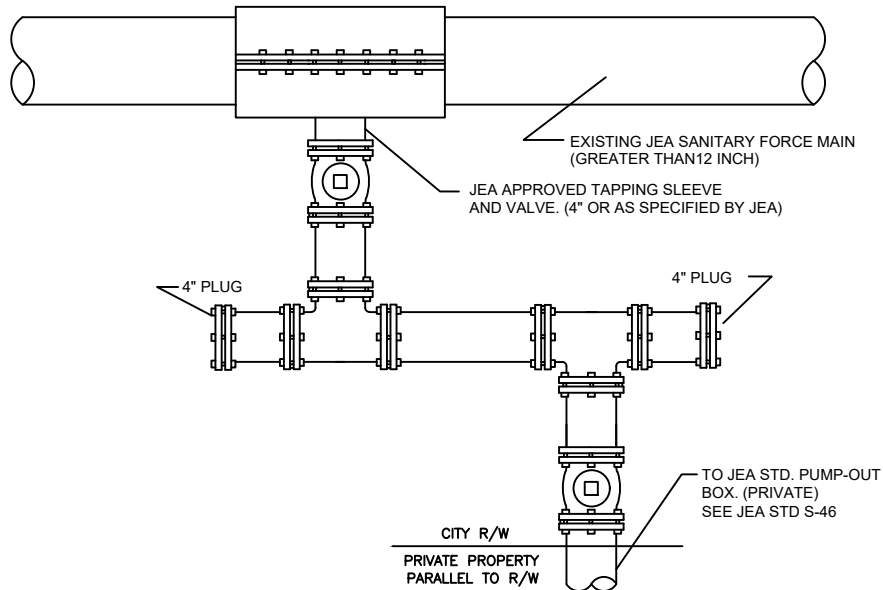 EXISTING JEA SANITARY FORCE MAIN
(GREATER THAN12 INCH)
JEA APPROVED TAPPING SLEEVE
AND VALVE. (4" OR AS SPECIFIED BY JEA)
4" PLUG
4" PLUG
TO JEA STD. PUMP-OUT
BOX. (PRIVATE)
SEE JEA STD S-46
CITY R/W
PRIVATE PROPERTY
PARALLEL TO R/W